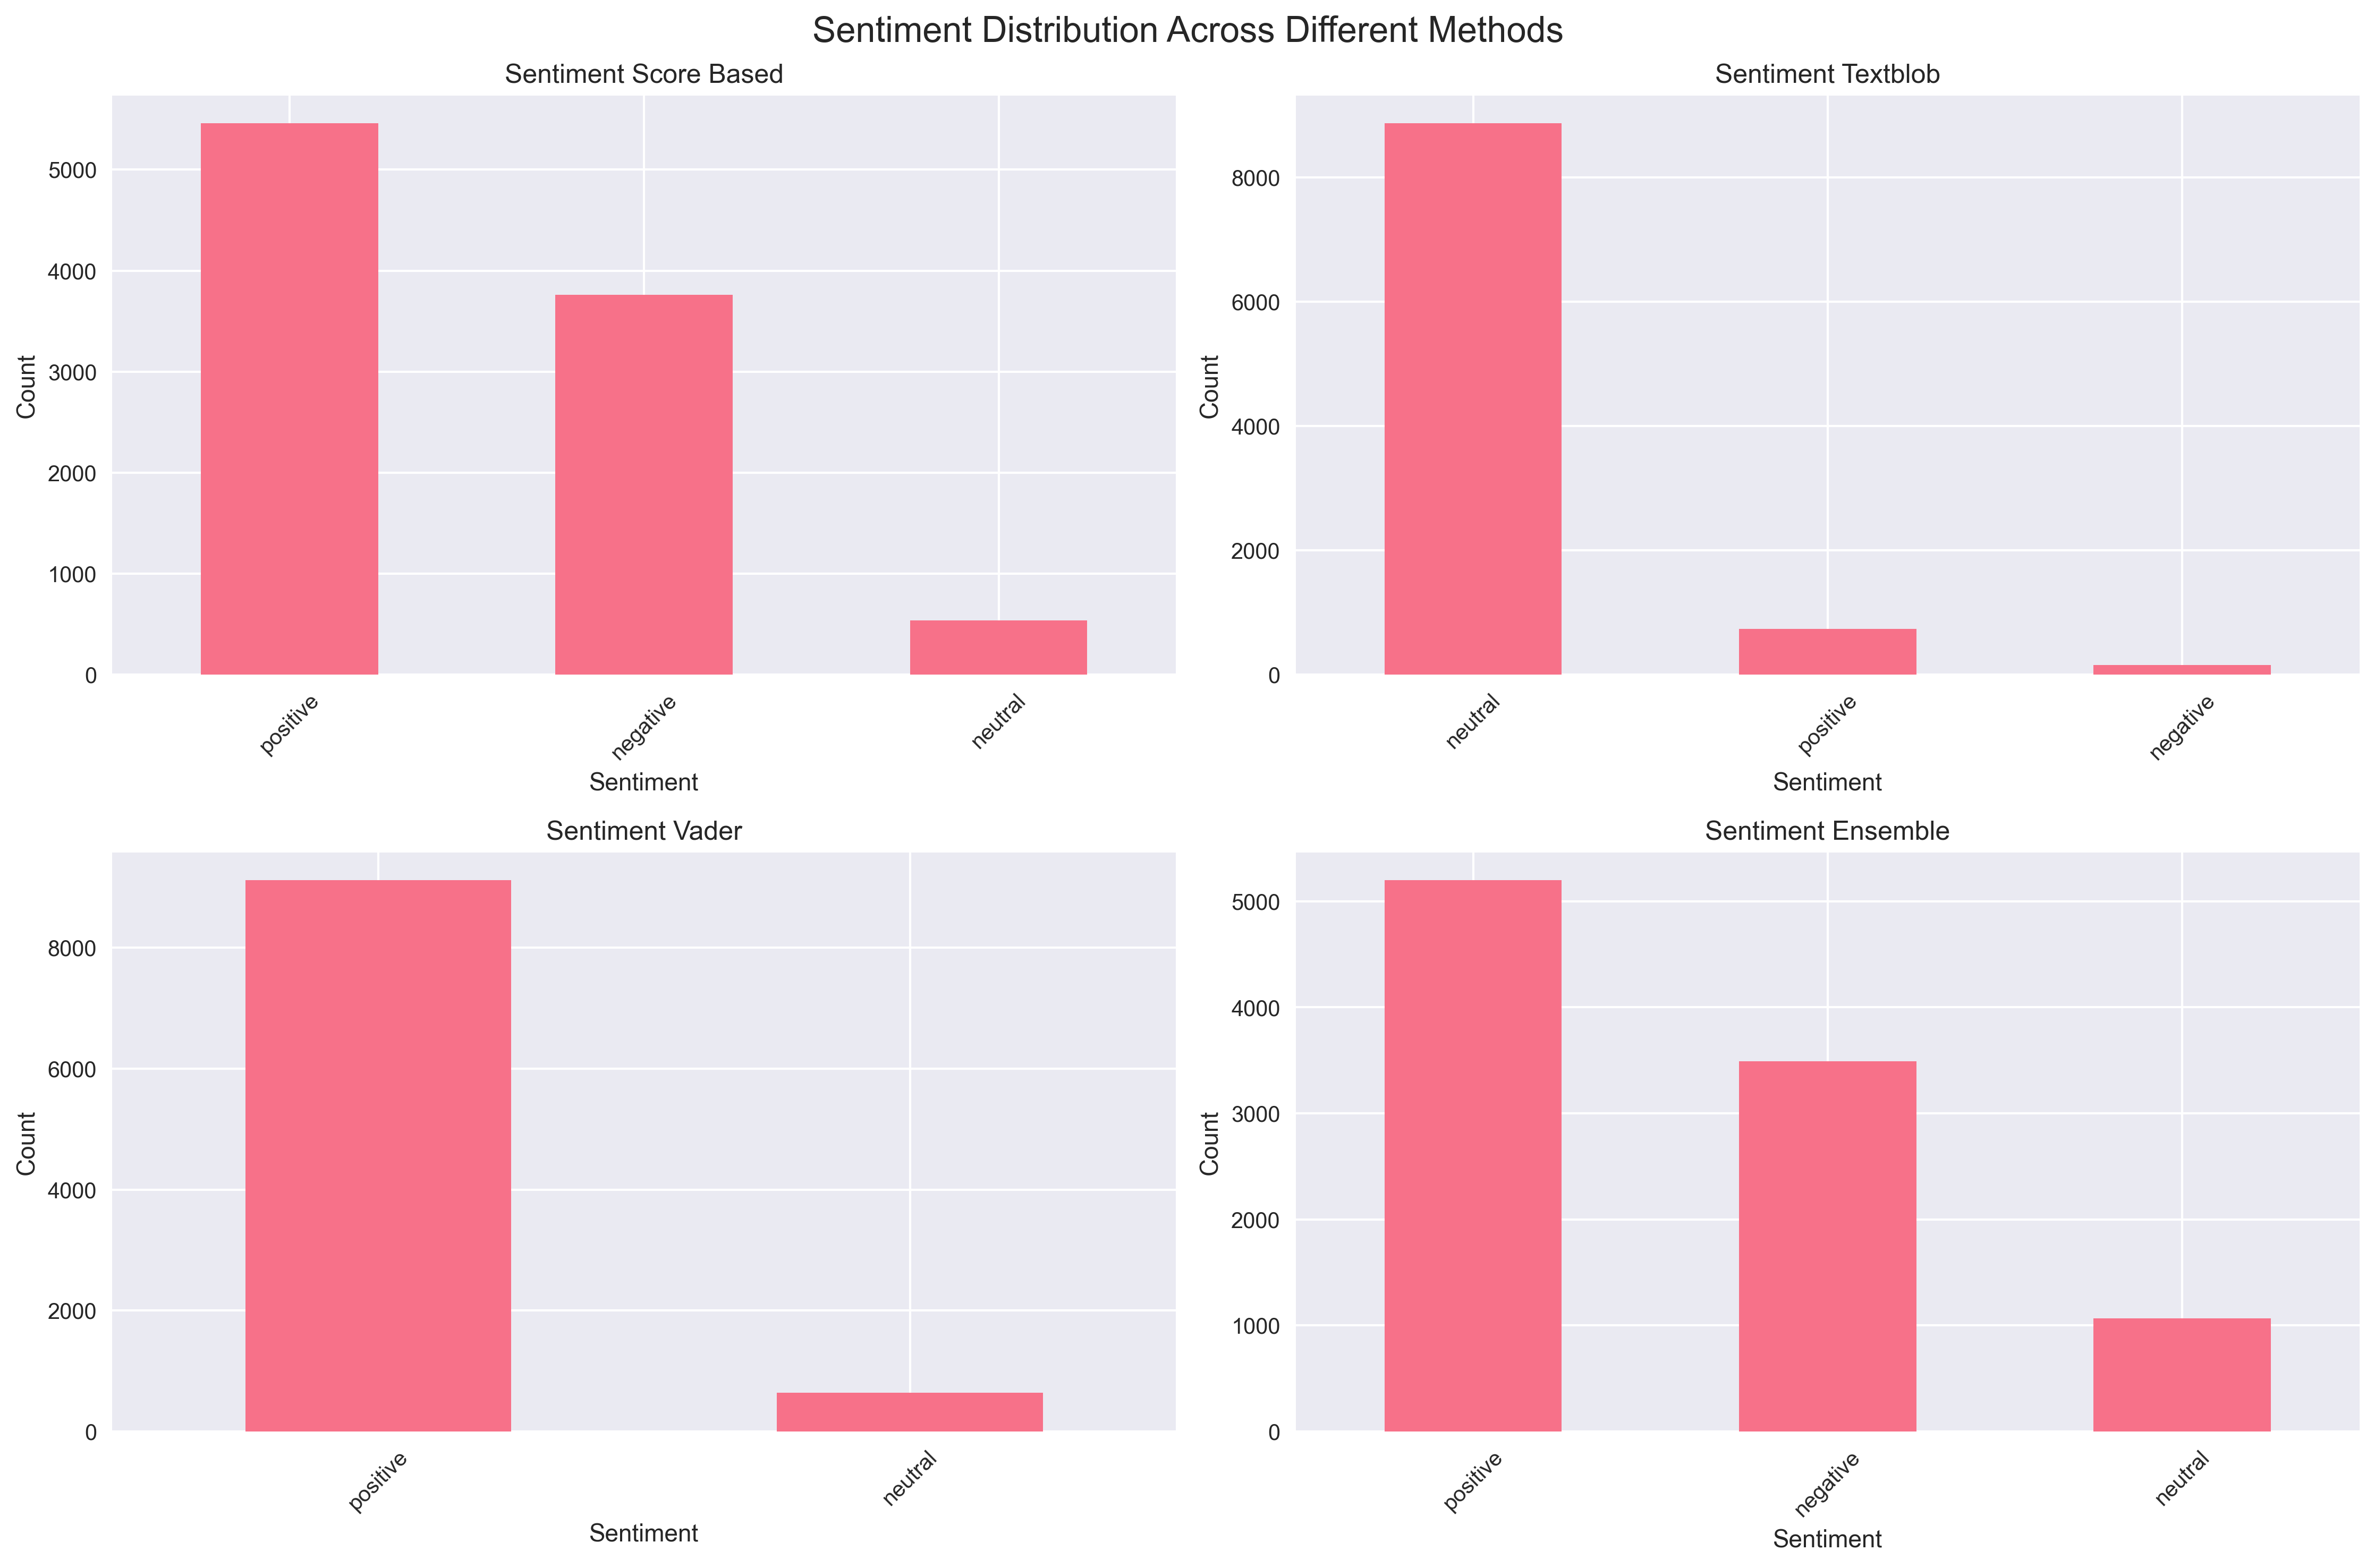 Sentiment Distribution Across Different Methods
Sentiment Score Based
5000
4000
3000
2000
1000
0
Count
positive
negative
neutral
Sentiment
Sentiment Textblob
8000
6000
4000
2000
0
Count
neutral
positive
negative
Sentiment
Sentiment Vader
8000
6000
4000
2000
0
Count
positive
neutral
Sentiment
Sentiment Ensemble
5000
4000
3000
2000
1000
0
Count
positive
negative
neutral
Sentiment